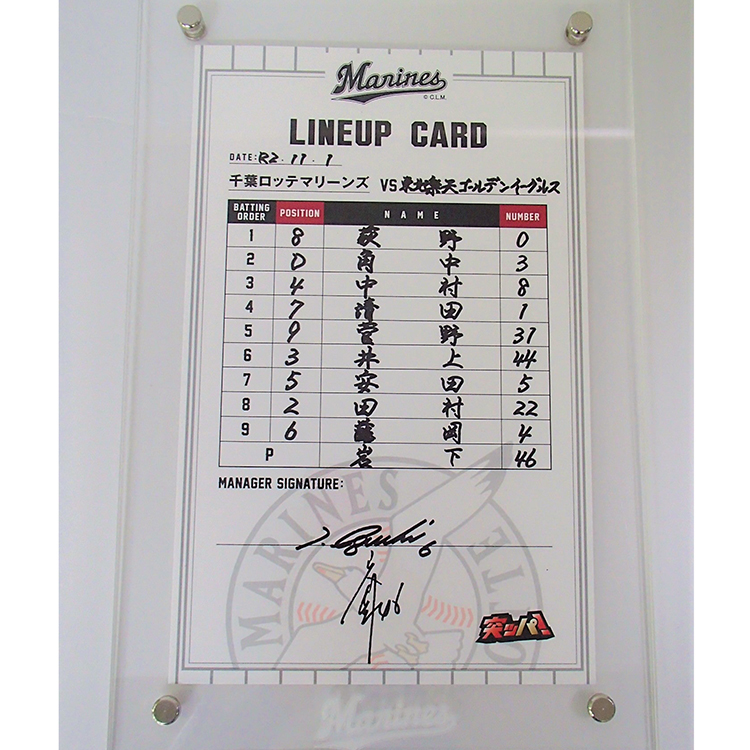 Marines
© C.L.M.
LINEUP CARD
DATE: R2・11・1
千葉ロッテマリーンズ VS 東北楽天ゴールデンイーグルス
BATTING ORDER POSITION NAME NUMBER
1 8 荻野 0
2 D 角中 3
3 4 中村 8
4 7 清田 1
5 9 菅野 31
6 3 井上 44
7 5 安田 5
8 2 田村 22
9 6 藤岡 4
P 岩下 46
MANAGER SIGNATURE:
46
突ッパ!
MARINES
Marines